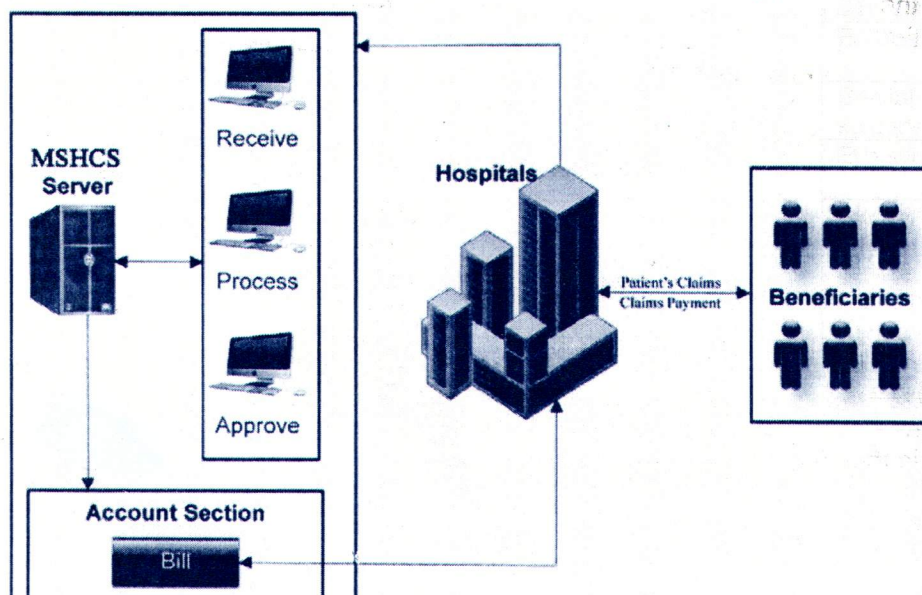 MSHCS
Server
Receive
Process
Approve
Account Section
Bill
Hospitals
Patient's Claims
Claims Payment
Beneficiaries